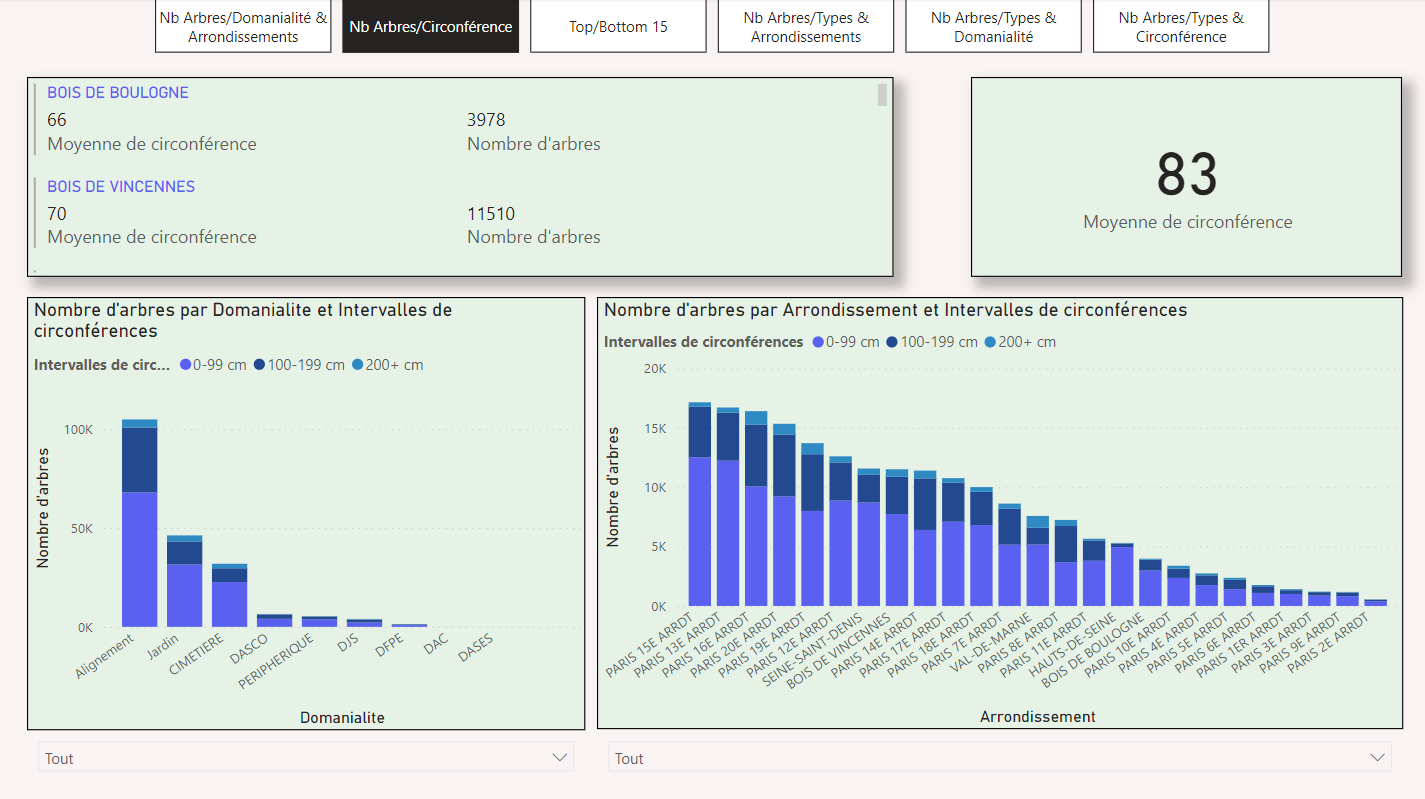 Nb Arbres/Domanialité &
Arrondissements
Nb Arbres/Circonférence
Top/Bottom 15
Nb Arbres/Types &
Arrondissements
Nb Arbres/Types &
Domanialité
Nb Arbres/Types &
Circonférence
BOIS DE BOULOGNE
66
Moyenne de circonférence
3978
Nombre d'arbres
BOIS DE VINCENNES
70
Moyenne de circonférence
11510
Nombre d'arbres
83
Moyenne de circonférence
Nombre d'arbres par Domanialite et Intervalles de
circonférences
Intervalles de circ...
0-99 cm
100-199 cm
200+ cm
Nombre d'arbres
100K
50K
0K
Alignement
Jardin
CIMETIERE
DASCO
PERIPHERIQUE
DJS
DFPE
DAC
DASES
Domanialite
Nombre d'arbres par Arrondissement et Intervalles de circonférences
Intervalles de circonférences
0-99 cm
100-199 cm
200+ cm
Nombre d'arbres
20K
15K
10K
5K
0K
PARIS 15E ARRDT
PARIS 13E ARRDT
PARIS 16E ARRDT
PARIS 20E ARRDT
PARIS 19E ARRDT
PARIS 12E ARRDT
SEINE-SAINT-DENIS
BOIS DE VINCENNES
PARIS 14E ARRDT
PARIS 17E ARRDT
PARIS 18E ARRDT
PARIS 7E ARRDT
VAL-DE-MARNE
PARIS 8E ARRDT
PARIS 11E ARRDT
HAUTS-DE-SEINE
BOIS DE BOULOGNE
PARIS 10E ARRDT
PARIS 4E ARRDT
PARIS 5E ARRDT
PARIS 6E ARRDT
PARIS 1ER ARRDT
PARIS 3E ARRDT
PARIS 9E ARRDT
PARIS 2E ARRDT
Arrondissement
Tout
Tout